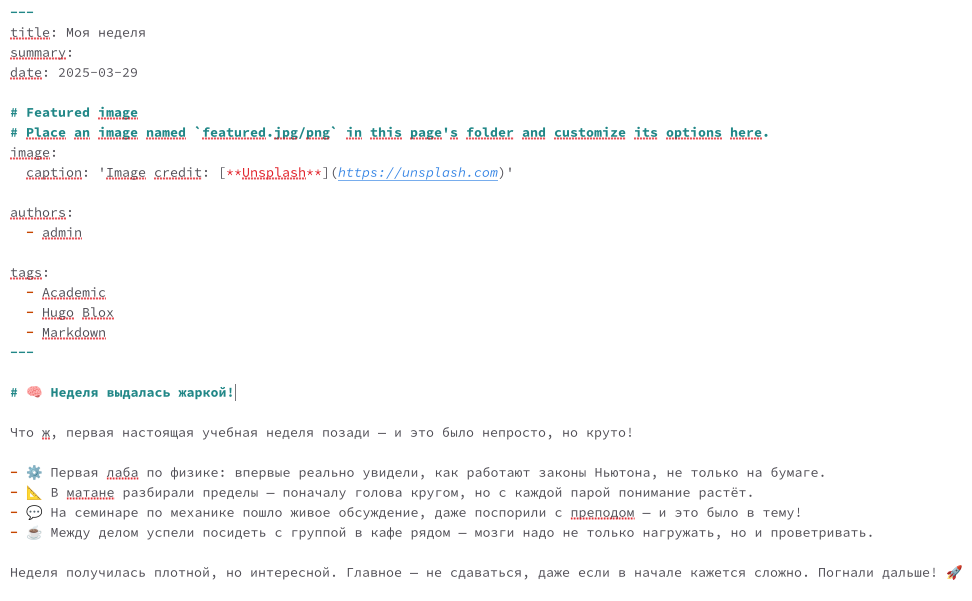 ---
title: Моя неделя
summary:
date: 2025-03-29

# Featured image
# Place an image named `featured.jpg/png` in this page's folder and customize its options here.
image:
  caption: 'Image credit: [**Unsplash**](https://unsplash.com)'

authors:
  - admin

tags:
  - Academic
  - Hugo Blox
  - Markdown
---

# 🧠 Неделя выдалась жаркой!

Что ж, первая настоящая учебная неделя позади — и это было непросто, но круто!

- ⚙️ Первая лаба по физике: впервые реально увидели, как работают законы Ньютона, не только на бумаге.
- 📐 В матане разбирали пределы — поначалу голова кругом, но с каждой парой понимание растёт.
- 💬 На семинаре по механике пошло живое обсуждение, даже поспорили с преподом — и это было в тему!
- ☕ Между делом успели посидеть с группой в кафе рядом — мозги надо не только нагружать, но и проветривать.

Неделя получилась плотной, но интересной. Главное — не сдаваться, даже если в начале кажется сложно. Погнали дальше! 🚀